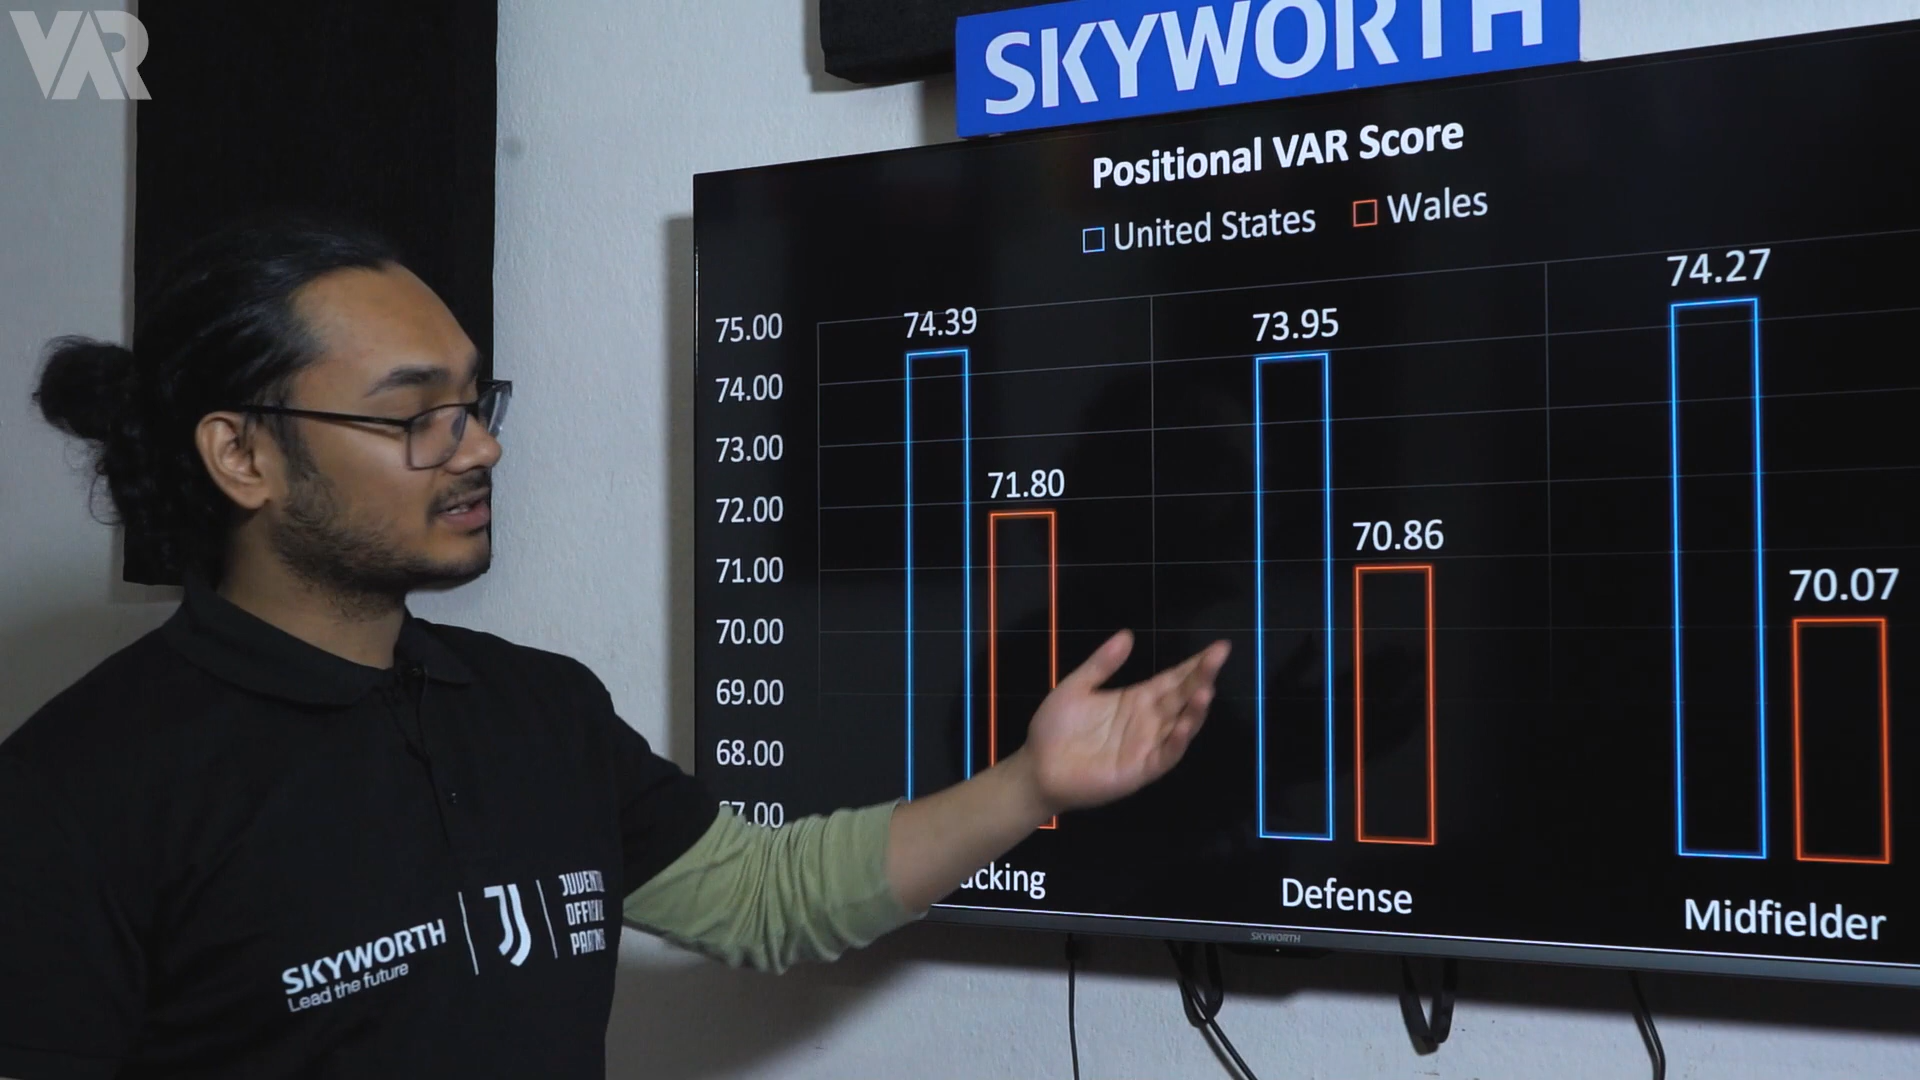 VAR
SKYWORTH
Positional VAR Score
United States Wales
75.00
74.00
73.00
72.00
71.00
70.00
69.00
68.00
74.39
71.80
73.95
70.86
74.27
70.07
Defense
Midfielder
SKYWORTH
SKYWORTH
Lead the future